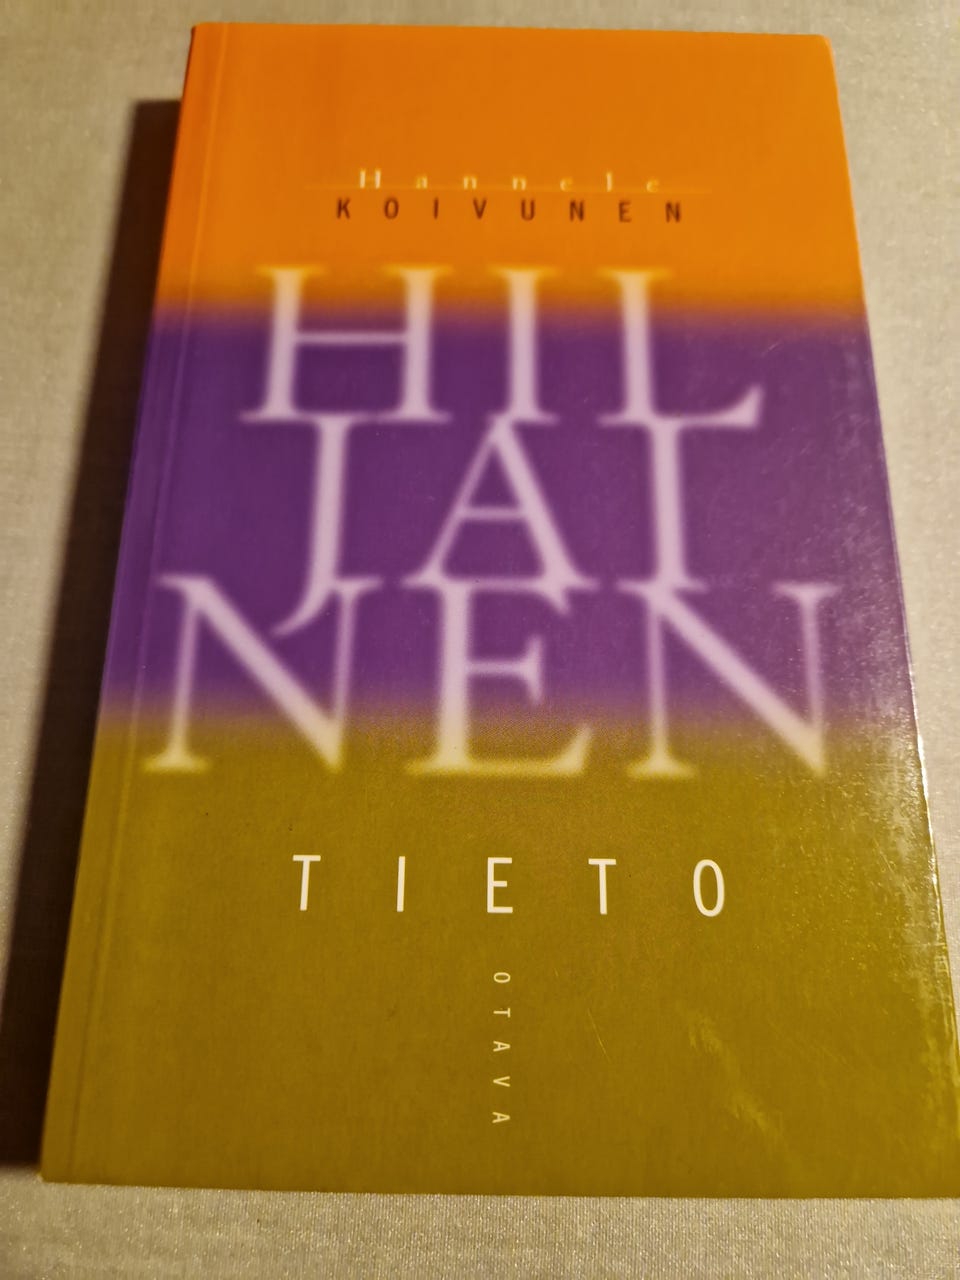 Hannele
KOIVUNEN
HIL
JAI
NEN
TIETO
OTAVA